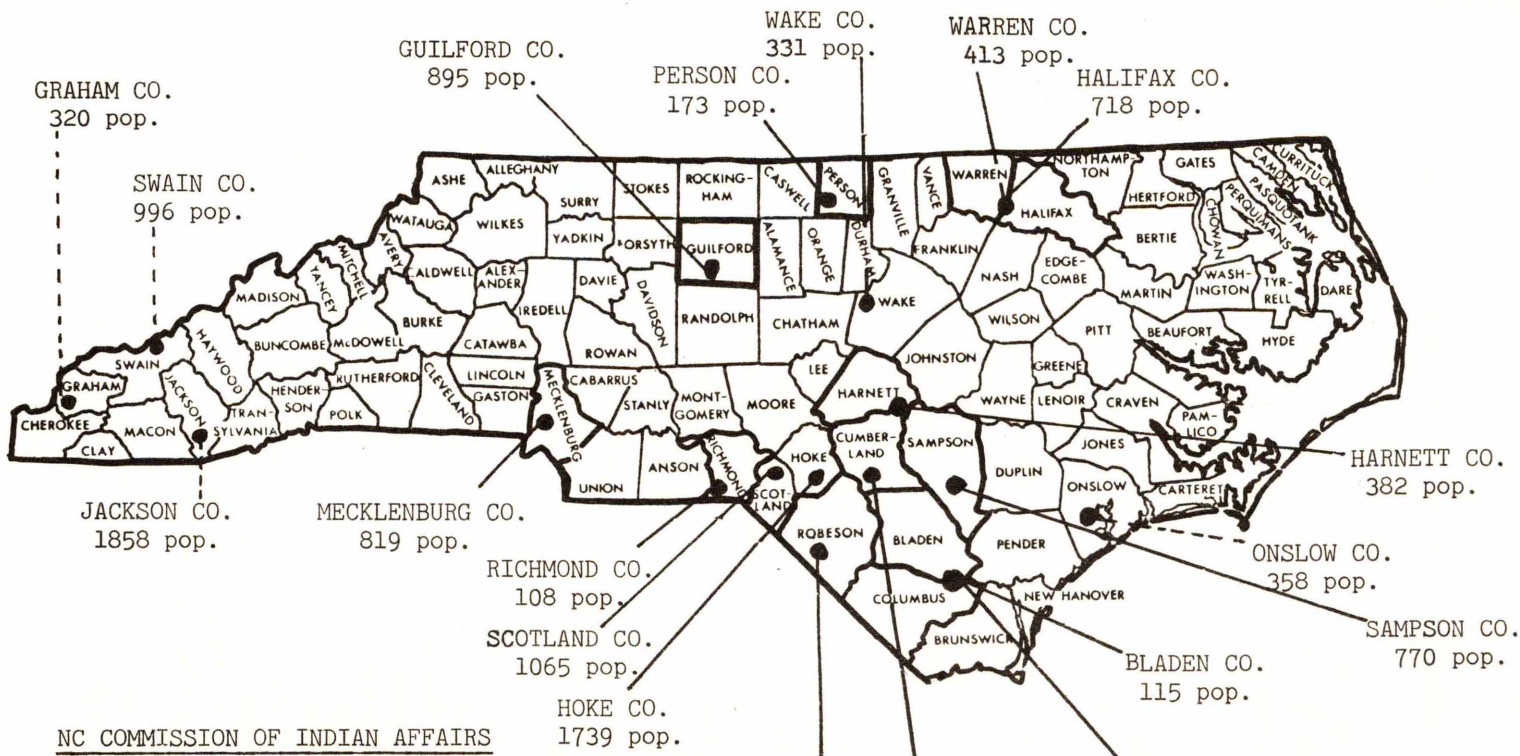 WAKE CO.
331 pop.
WARREN CO.
413 pop.
GUILFORD CO.
895 pop.
PERSON CO.
173 pop.
HALIFAX CO.
718 pop.
GRAHAM CO.
320 pop.
SWAIN CO.
996 pop.
ASHE
ALLEGHANY
SURRY
STOKES
ROCKING-
HAM
CASWELL
PERSON
GRANVILLE
VANCE
WARREN
NORTHAMP-
TON
GATES
CURRITUCK
CAMDEN
PASQUOTANK
PERQUIMANS
CHOWAN
HERTFORD
HALIFAX
BERTIE
WATAUGA
WILKES
YADKIN
FORSYTH
GUILFORD
ALAMANCE
ORANGE
DURHAM
FRANKLIN
NASH
EDGE-
COMBE
MARTIN
WASH-
INGTON
TYR-
RELL
DARE
MITCHELL
AVERY
YANCEY
MADISON
CALDWELL
ALEX-
ANDER
IREDELL
DAVIE
DAVIDSON
RANDOLPH
CHATHAM
WAKE
WILSON
PITT
BEAUFORT
HYDE
SWAIN
HAYWOOD
BUNCOMBE
McDOWELL
BURKE
CATAWBA
ROWAN
LEE
JOHNSTON
GREENE
GRAHAM
JACKSON
HENDER-
SON
RUTHERFORD
CLEVELAND
LINCOLN
GASTON
MECKLENBURG
CABARRUS
STANLY
MONT-
GOMERY
MOORE
HARNETT
WAYNE
LENOIR
CRAVEN
PAM-
LICO
CHEROKEE
MACON
CLAY
TRAN-
SYLVANIA
POLK
UNION
ANSON
RICHMOND
SCOT-
LAND
HOKE
CUMBER-
LAND
SAMPSON
DUPLIN
JONES
ONSLOW
CARTERET
ROBESON
BLADEN
PENDER
COLUMBUS
NEW HANOVER
BRUNSWICK
HARNETT CO.
382 pop.
JACKSON CO.
1858 pop.
MECKLENBURG CO.
819 pop.
RICHMOND CO.
108 pop.
ONSLOW CO.
358 pop.
SCOTLAND CO.
1065 pop.
SAMPSON CO.
770 pop.
BLADEN CO.
115 pop.
HOKE CO.
1739 pop.
NC COMMISSION OF INDIAN AFFAIRS